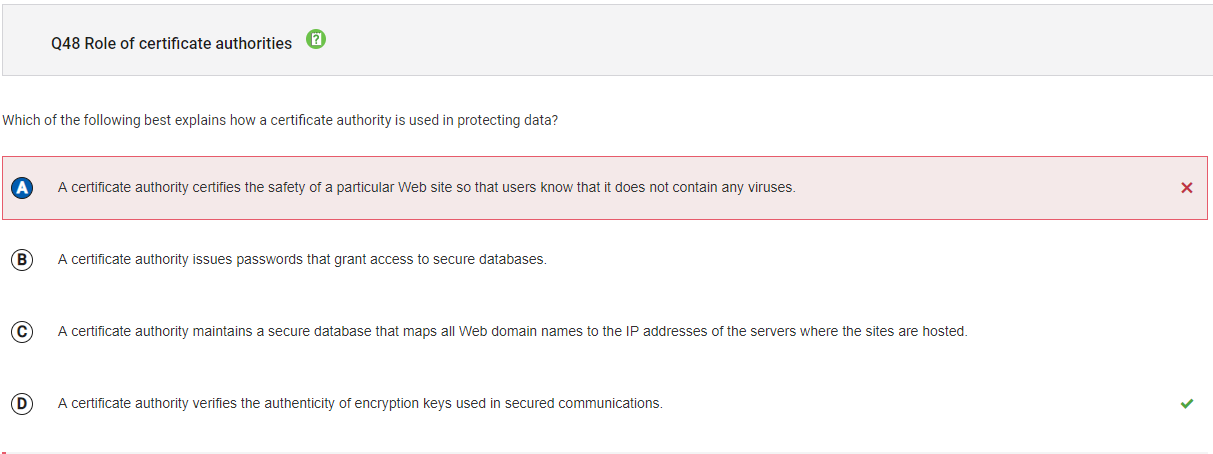 Q48 Role of certificate authorities
Which of the following best explains how a certificate authority is used in protecting data?
A A certificate authority certifies the safety of a particular Web site so that users know that it does not contain any viruses.
B A certificate authority issues passwords that grant access to secure databases.
C A certificate authority maintains a secure database that maps all Web domain names to the IP addresses of the servers where the sites are hosted.
D A certificate authority verifies the authenticity of encryption keys used in secured communications.